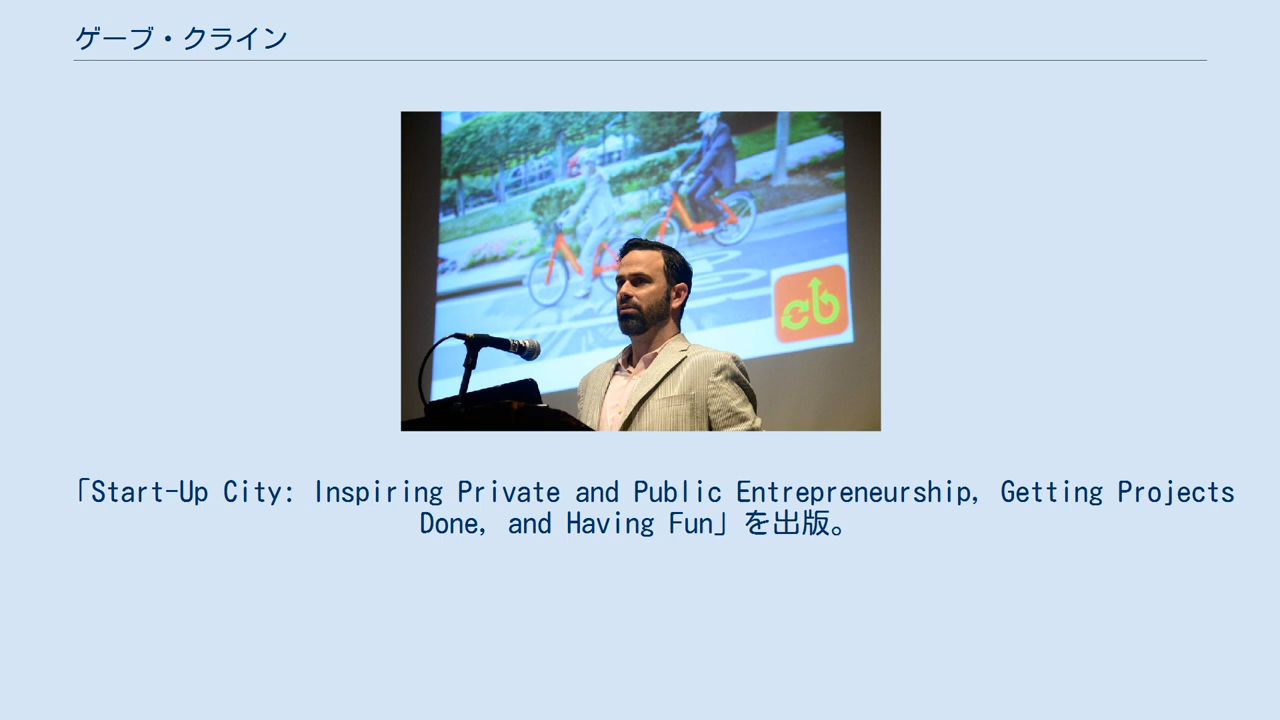 ゲーブ・クライン
cb
「Start-Up City: Inspiring Private and Public Entrepreneurship, Getting Projects
Done, and Having Fun」を出版。